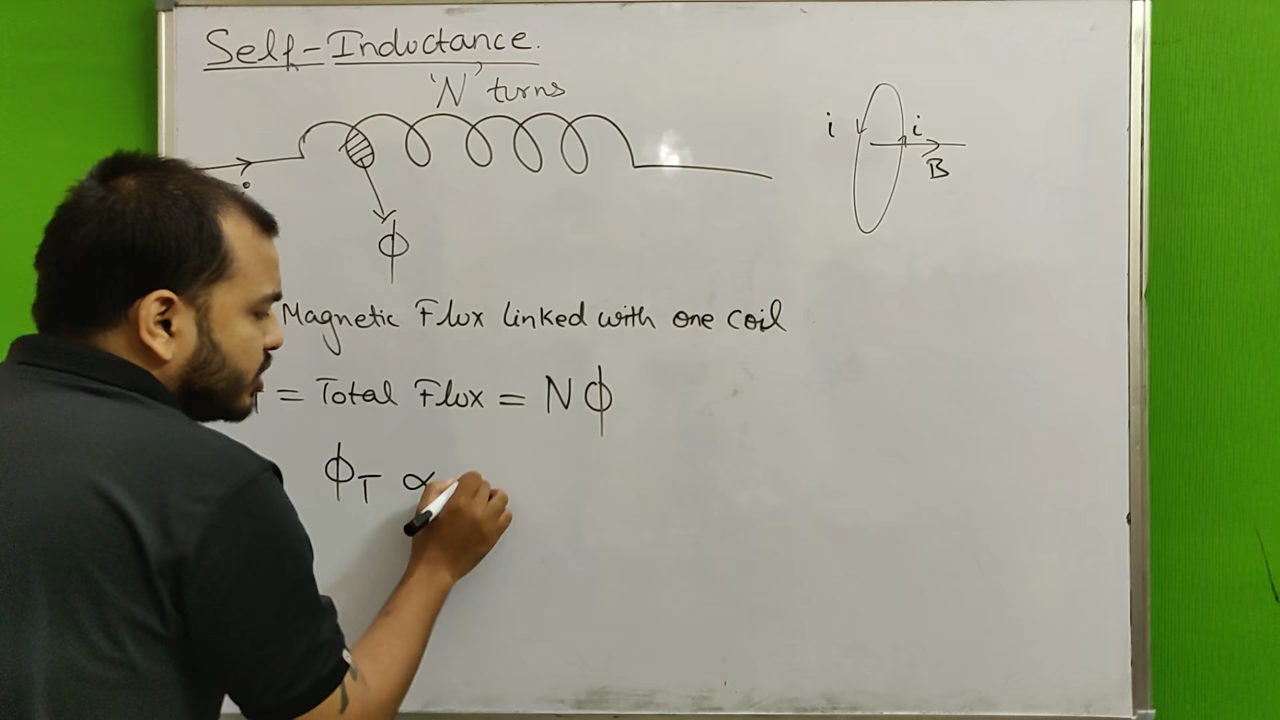 Self-Inductance.
'N' turns
i i
B
ϕ
Magnetic Flux linked with one coil
= Total Flux = Nϕ
ϕT ∝